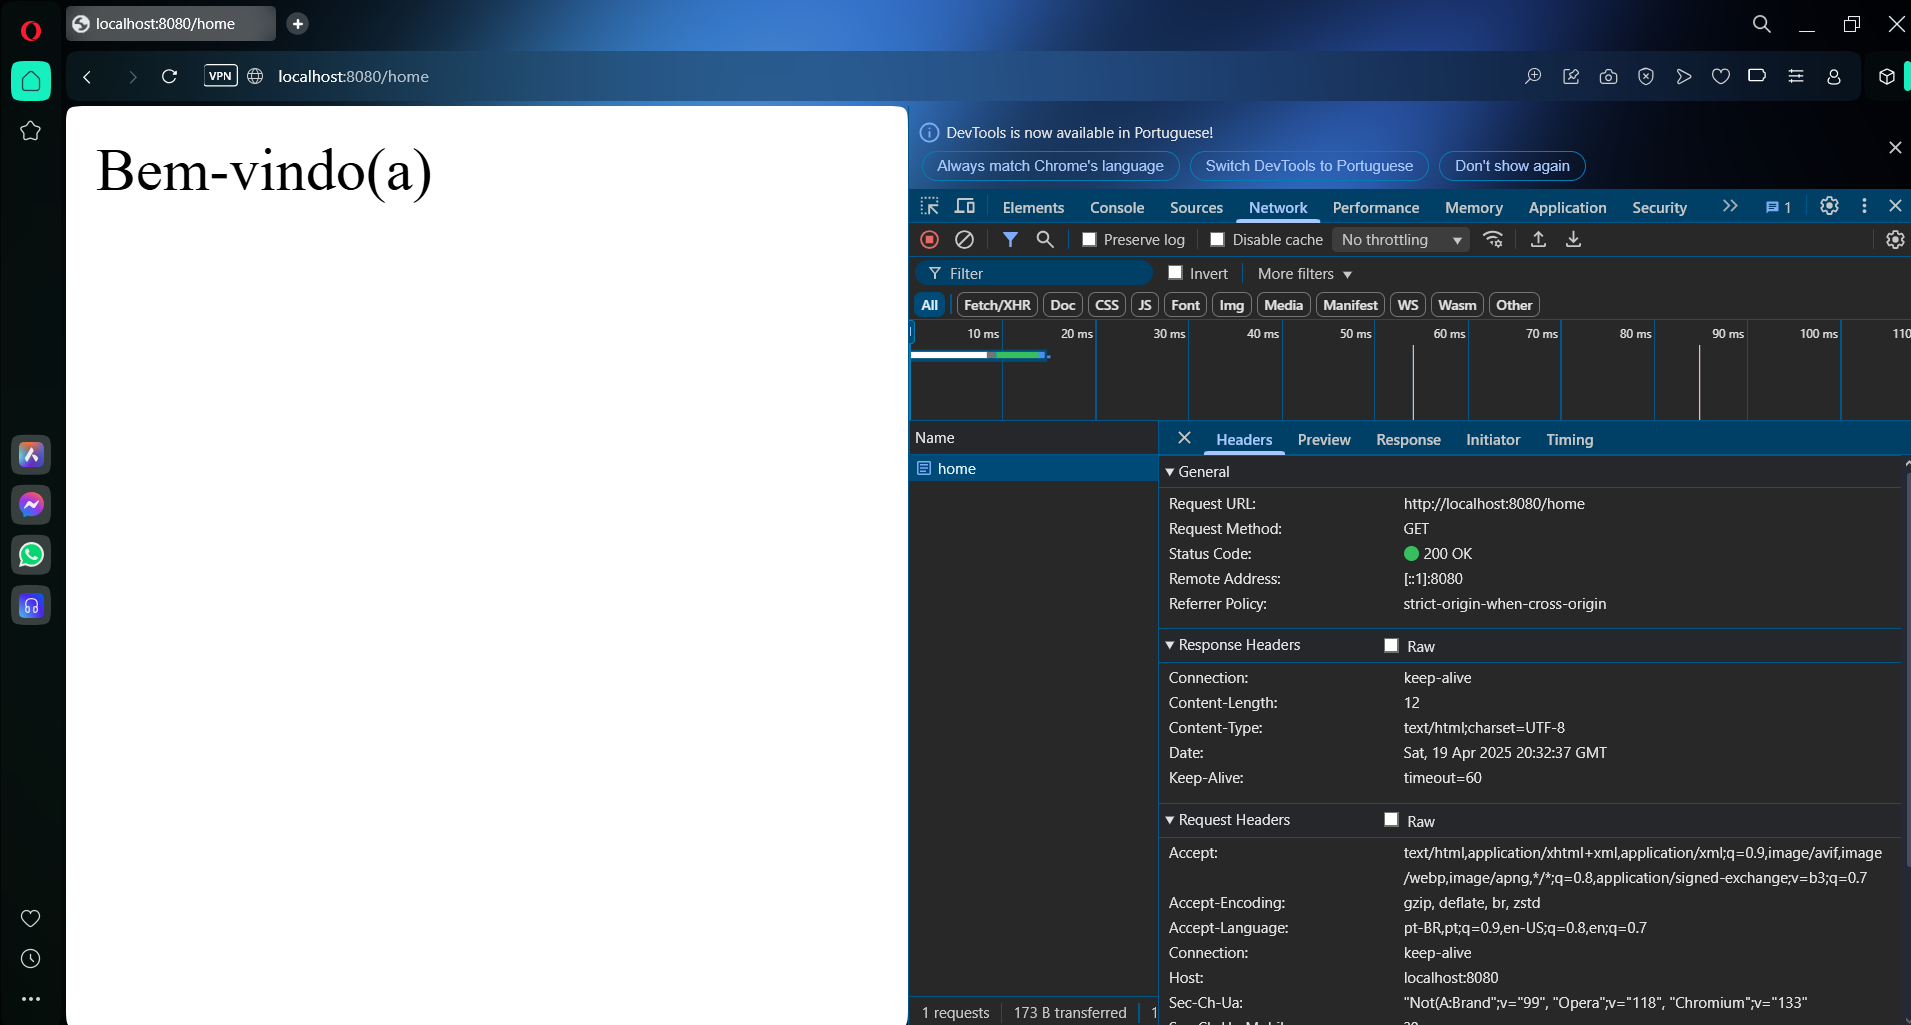 localhost:8080/home
VPN
localhost:8080/home
Bem-vindo(a)
DevTools is now available in Portuguese!
Always match Chrome's language
Switch DevTools to Portuguese
Don't show again
Elements
Console
Sources
Network
Performance
Memory
Application
Security
1
Preserve log
Disable cache
No throttling
Filter
Invert
More filters
All
Fetch/XHR
Doc
CSS
JS
Font
Img
Media
Manifest
WS
Wasm
Other
10 ms
20 ms
30 ms
40 ms
50 ms
60 ms
70 ms
80 ms
90 ms
100 ms
110
Name
Headers
Preview
Response
Initiator
Timing
home
General
Request URL: http://localhost:8080/home
Request Method: GET
Status Code: 200 OK
Remote Address: [::1]:8080
Referrer Policy: strict-origin-when-cross-origin
Response Headers
Raw
Connection: keep-alive
Content-Length: 12
Content-Type: text/html;charset=UTF-8
Date: Sat, 19 Apr 2025 20:32:37 GMT
Keep-Alive: timeout=60
Request Headers
Raw
Accept: text/html,application/xhtml+xml,application/xml;q=0.9,image/avif,image
/webp,image/apng,*/*;q=0.8,application/signed-exchange;v=b3;q=0.7
Accept-Encoding: gzip, deflate, br, zstd
Accept-Language: pt-BR,pt;q=0.9,en-US;q=0.8,en;q=0.7
Connection: keep-alive
Host: localhost:8080
Sec-Ch-Ua: "Not(A:Brand";v="99", "Opera";v="118", "Chromium";v="133"
1 requests
173 B transferred
1